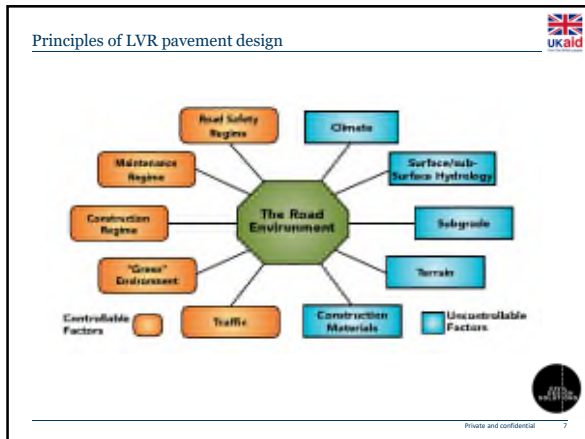 Principles of LVR pavement design
UKaid
Road Safety
Regime
Climate
Maintenance
Regime
Surface/sub-
Surface Hydrology
Construction
Regime
The Road
Environment
Subgrade
"Green"
Environment
Terrain
Controllable
Factors
Traffic
Construction
Materials
Uncontrollable
Factors
Private and confidential 7